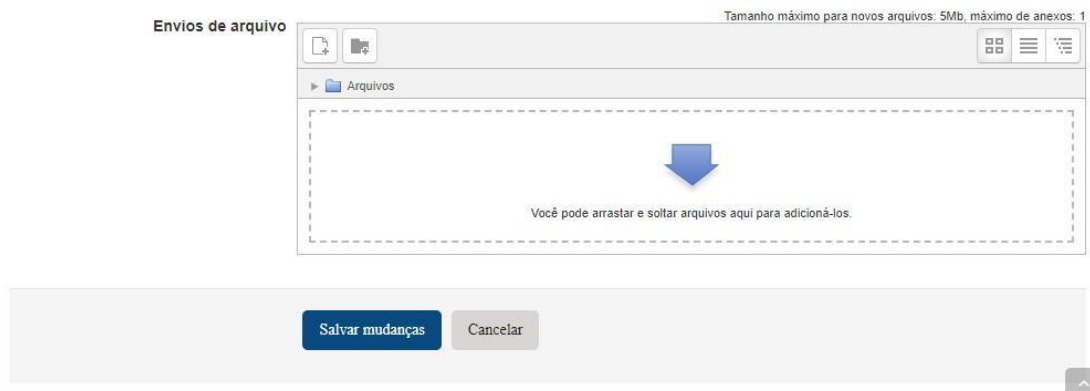 Tamanho máximo para novos arquivos: 5Mb, máximo de anexos: 1
Envios de arquivo
Arquivos
Você pode arrastar e soltar arquivos aqui para adicioná-los.
Salvar mudanças
Cancelar